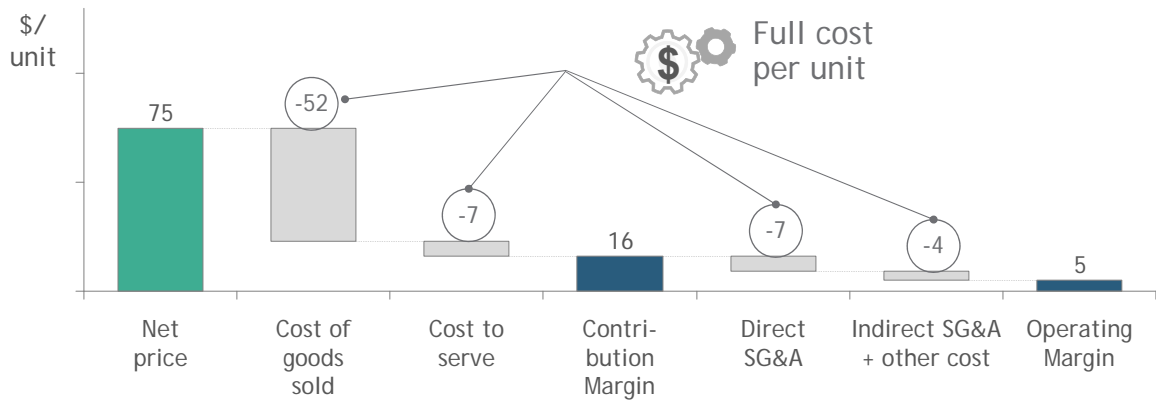 $/
unit
$
Full cost
per unit
75
-52
-7
16
-7
-4
5
Net
price
Cost of
goods
sold
Cost to
serve
Contri-
bution
Margin
Direct
SG&A
Indirect SG&A
+ other cost
Operating
Margin